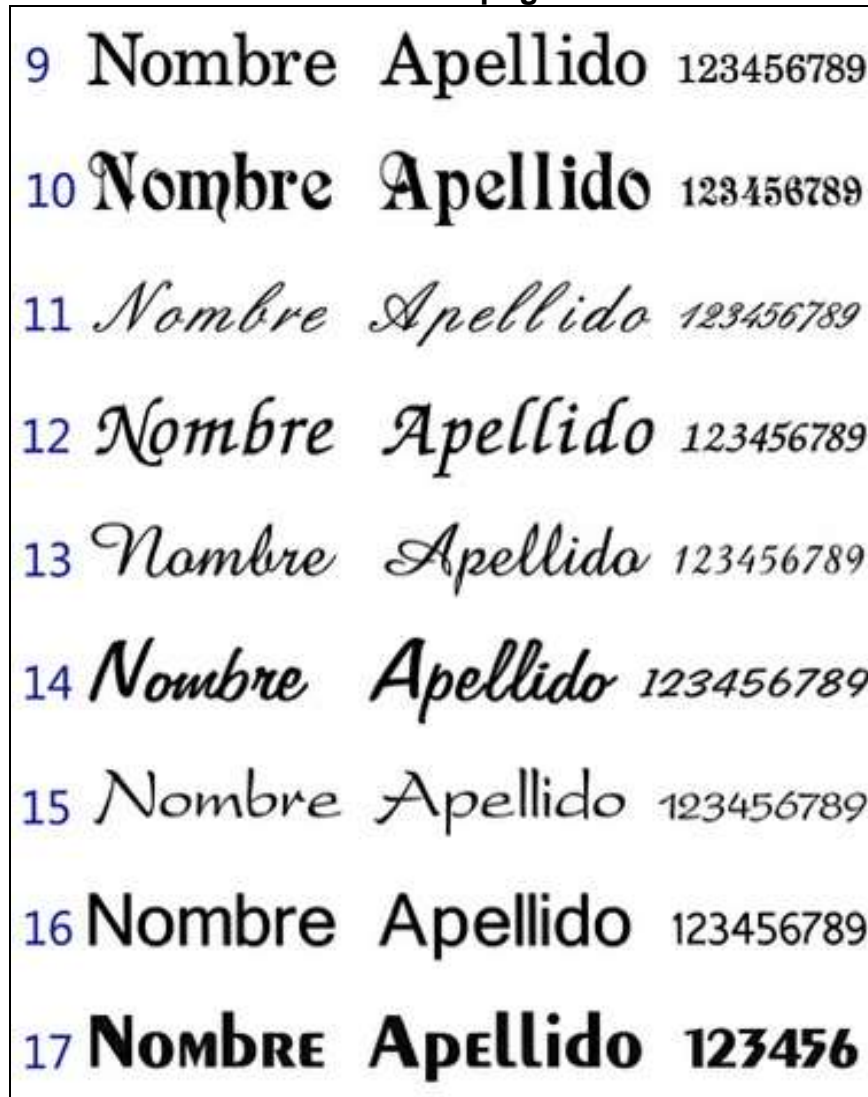 9 Nombre Apellido 123456789
10 Nombre Apellido 123456789
11 Nombre Apellido 123456789
12 Nombre Apellido 123456789
13 Nombre Apellido 123456789
14 Nombre Apellido 123456789
15 Nombre Apellido 123456789
16 Nombre Apellido 123456789
17 Nombre Apellido 123456